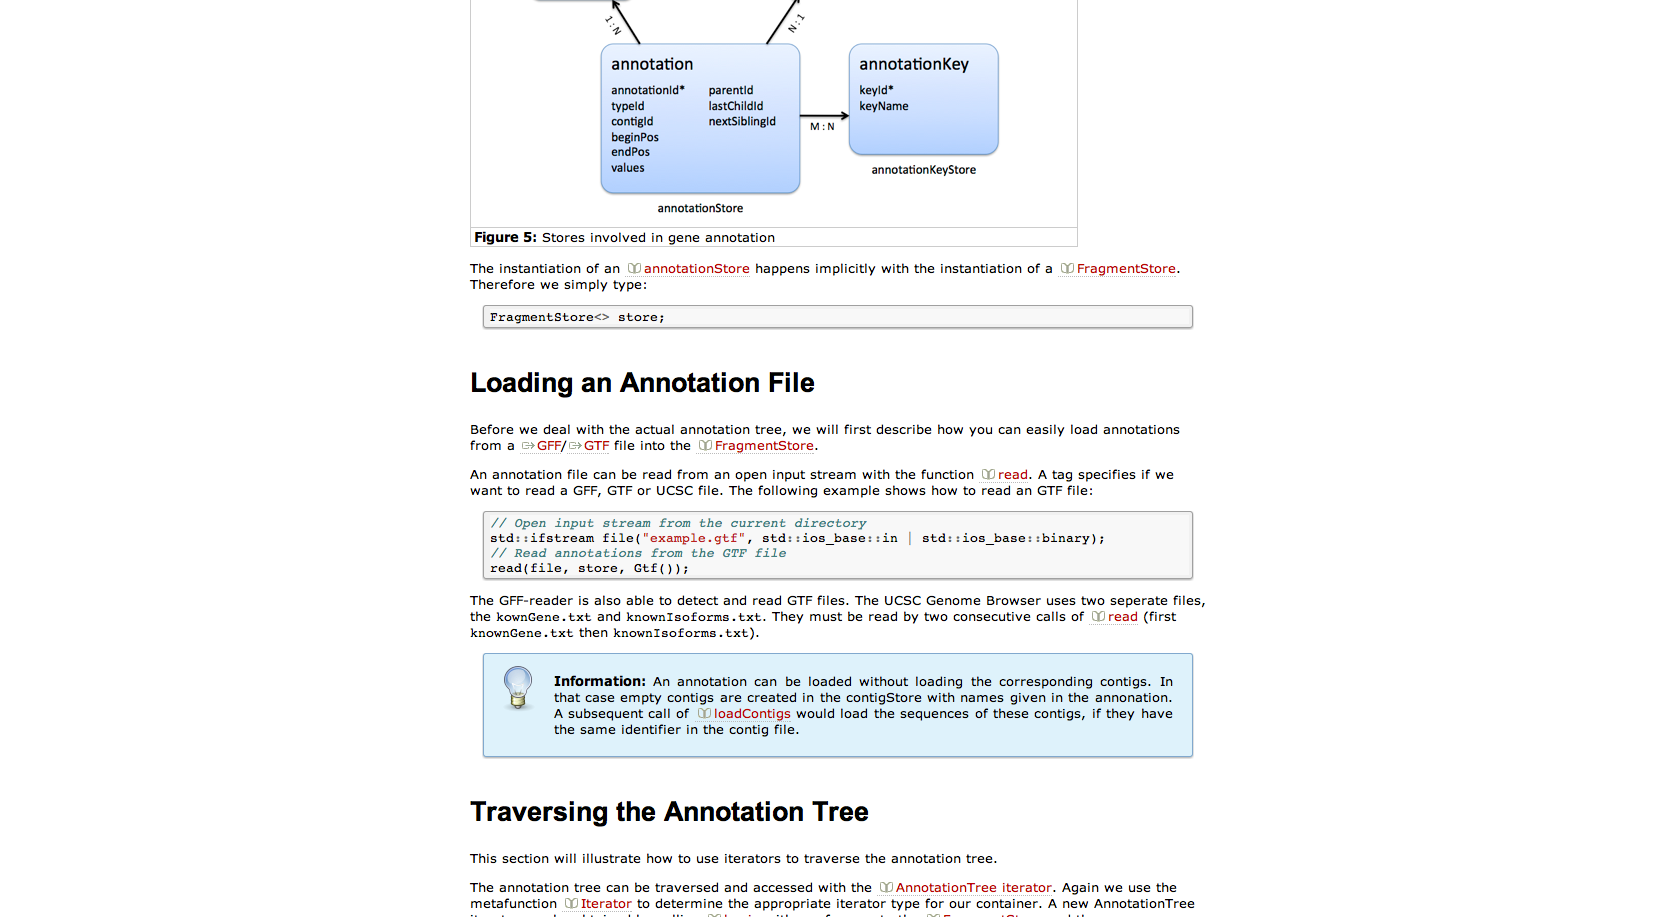 1:N
N:1
annotation
annotationId* parentId
typeId lastChildId
contigId nextSiblingId
beginPos
endPos
values
M:N
annotationKey
keyId*
keyName
annotationKeyStore
annotationStore
Figure 5: Stores involved in gene annotation
The instantiation of an annotationStore happens implicitly with the instantiation of a FragmentStore.
Therefore we simply type:
FragmentStore<> store;
Loading an Annotation File
Before we deal with the actual annotation tree, we will first describe how you can easily load annotations
from a GFF/GTF file into the FragmentStore.
An annotation file can be read from an open input stream with the function read. A tag specifies if we
want to read a GFF, GTF or UCSC file. The following example shows how to read an GTF file:
// Open input stream from the current directory
std::ifstream file("example.gtf", std::ios_base::in | std::ios_base::binary);
// Read annotations from the GTF file
read(file, store, Gtf());
The GFF-reader is also able to detect and read GTF files. The UCSC Genome Browser uses two seperate files,
the kownGene.txt and knownIsoforms.txt. They must be read by two consecutive calls of read (first
knownGene.txt then knownIsoforms.txt).
Information: An annotation can be loaded without loading the corresponding contigs. In
that case empty contigs are created in the contigStore with names given in the annonation.
A subsequent call of loadContigs would load the sequences of these contigs, if they have
the same identifier in the contig file.
Traversing the Annotation Tree
This section will illustrate how to use iterators to traverse the annotation tree.
The annotation tree can be traversed and accessed with the AnnotationTree iterator. Again we use the
metafunction Iterator to determine the appropriate iterator type for our container. A new AnnotationTree